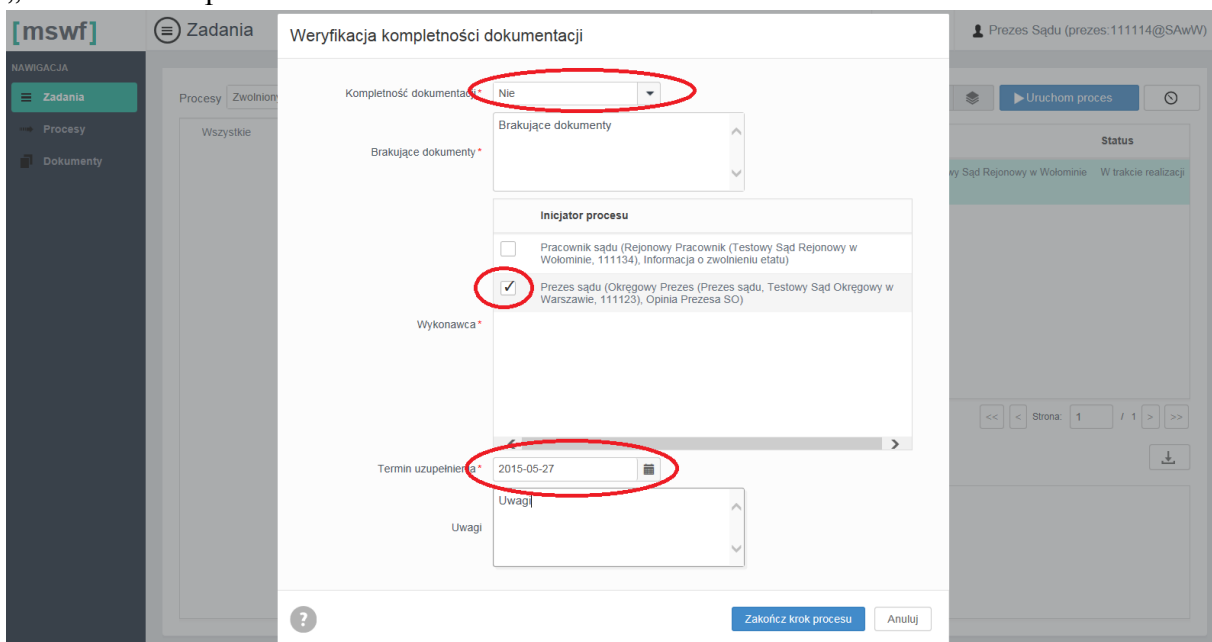 [mswf]
Zadania
Weryfikacja kompletności dokumentacji
Prezes Sądu (prezes:111114@SAwW)
NAWIGACJA
Zadania
Procesy
Dokumenty
Procesy
Wszystkie
Uruchom proces
Status
Sąd Rejonowy w Wołominie
W trakcie realizacji
Kompletność dokumentacji*
Nie
Brakujące dokumenty*
Brakujące dokumenty
Inicjator procesu
Pracownik sądu (Rejonowy Pracownik (Testowy Sąd Rejonowy w
Wołominie, 111134), Informacja o zwolnieniu etatu)
Prezes sądu (Okręgowy Prezes (Prezes sądu, Testowy Sąd Okręgowy w
Warszawie, 111123), Opinia Prezesa SO)
Wykonawca*
<< < Strona: 1 / 1 > >>
Termin uzupełnienia*
2015-05-27
Uwagi
Uwagi
?
Zakończ krok procesu
Anuluj